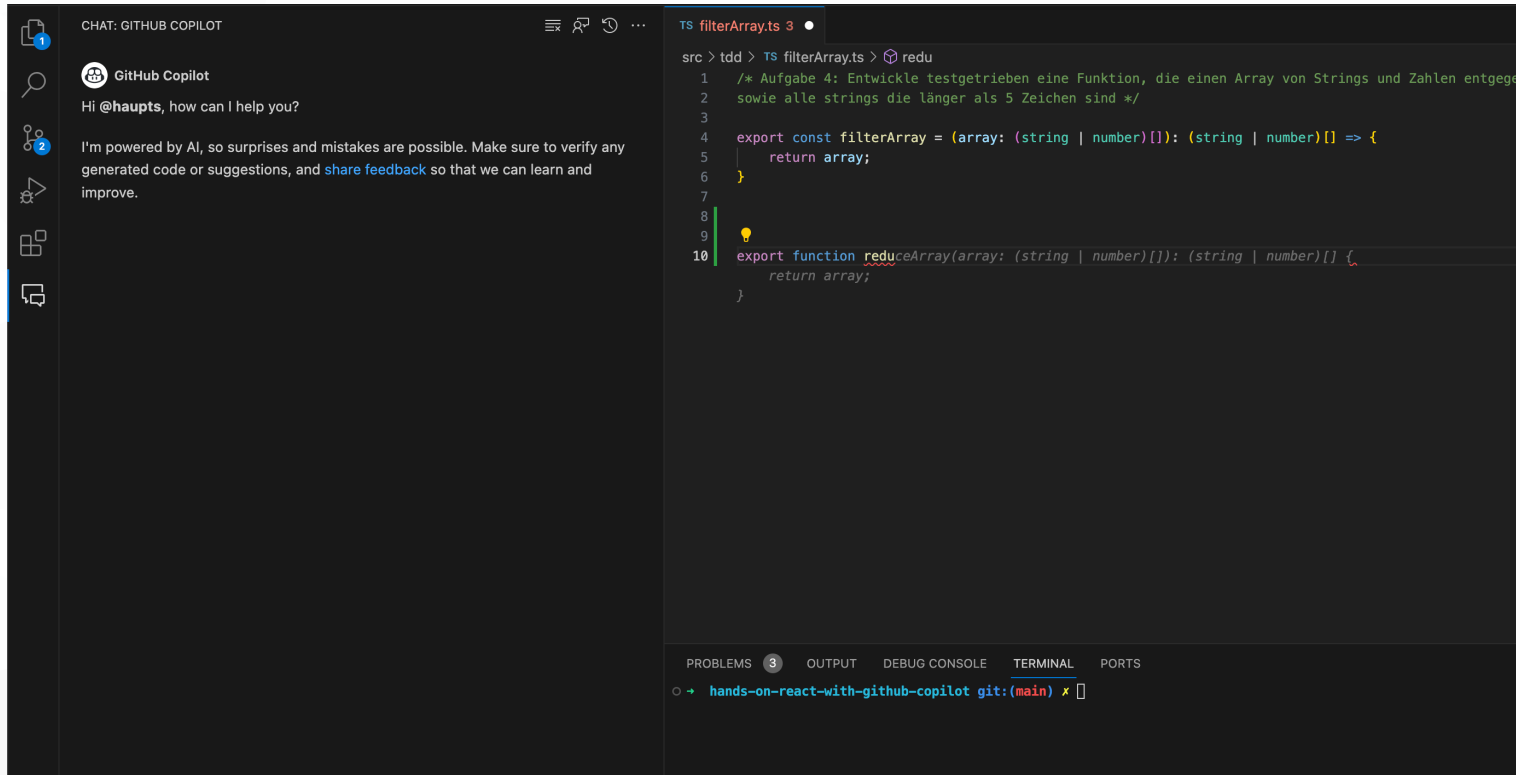 CHAT: GITHUB COPILOT
GitHub Copilot
Hi @haupts, how can I help you?
I'm powered by AI, so surprises and mistakes are possible. Make sure to verify any
generated code or suggestions, and share feedback so that we can learn and
improve.
1
2
TS filterArray.ts 3
src > tdd > TS filterArray.ts > redu
1 /* Aufgabe 4: Entwickle testgetrieben eine Funktion, die einen Array von Strings und Zahlen entgege
2 sowie alle strings die länger als 5 Zeichen sind */
3
4 export const filterArray = (array: (string | number)[]): (string | number)[] => {
5 return array;
6 }
7
8
9
10 export function reduceArray(array: (string | number)[]): (string | number)[] {
return array;
}
PROBLEMS 3 OUTPUT DEBUG CONSOLE TERMINAL PORTS
hands-on-react-with-github-copilot git:(main) ✗